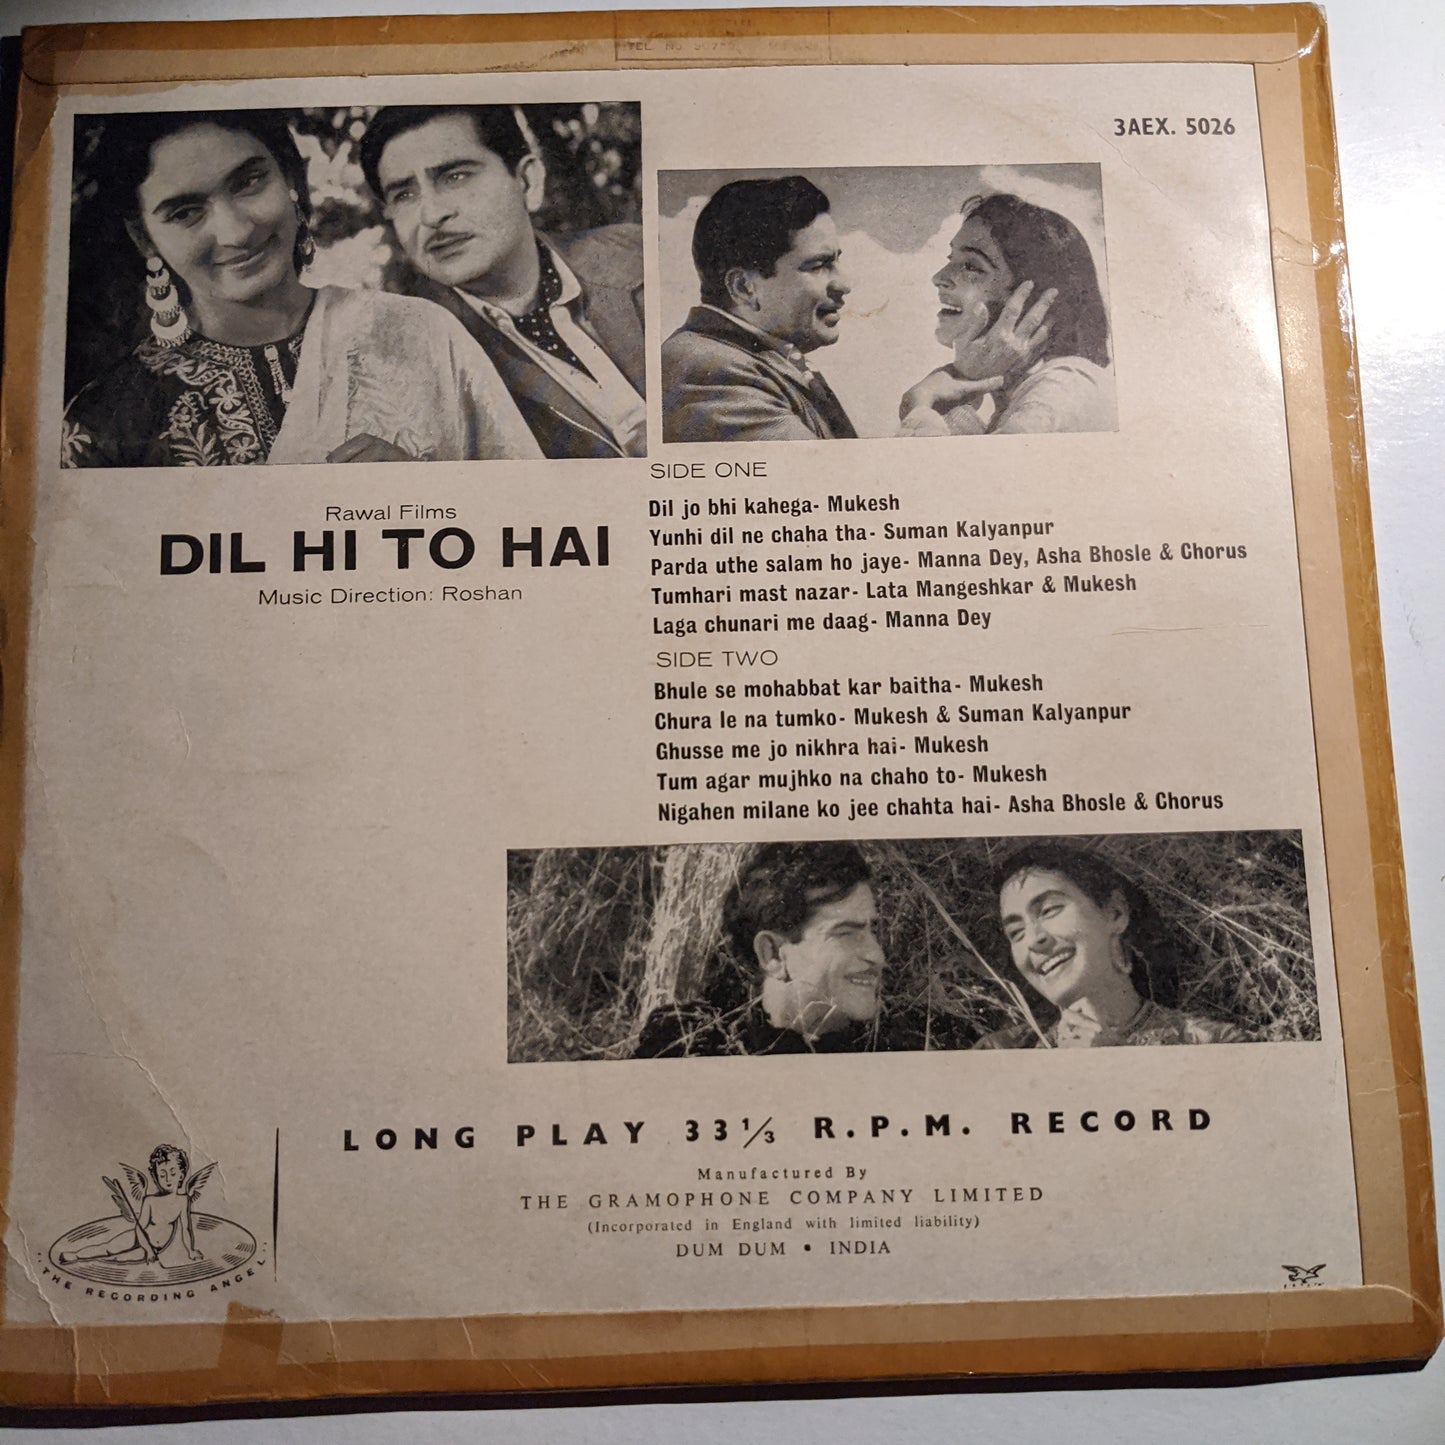 TEL. NO
3AEX. 5026
Rawal Films
DIL HI TO HAI
Music Direction: Roshan
SIDE ONE
Dil jo bhi kahega- Mukesh
Yunhi dil ne chaha tha- Suman Kalyanpur
Parda uthe salam ho jaye- Manna Dey, Asha Bhosle & Chorus
Tumhari mast nazar- Lata Mangeshkar & Mukesh
Laga chunari me daag- Manna Dey
SIDE TWO
Bhule se mohabbat kar baitha- Mukesh
Chura le na tumko- Mukesh & Suman Kalyanpur
Ghusse me jo nikhra hai- Mukesh
Tum agar mujhko na chaho to- Mukesh
Nigahen milane ko jee chahta hai- Asha Bhosle & Chorus
LONG PLAY 33⅓ R.P.M. RECORD
Manufactured By
THE GRAMOPHONE COMPANY LIMITED
(Incorporated in England with limited liability)
DUM DUM • INDIA
..THE RECORDING ANGEL..